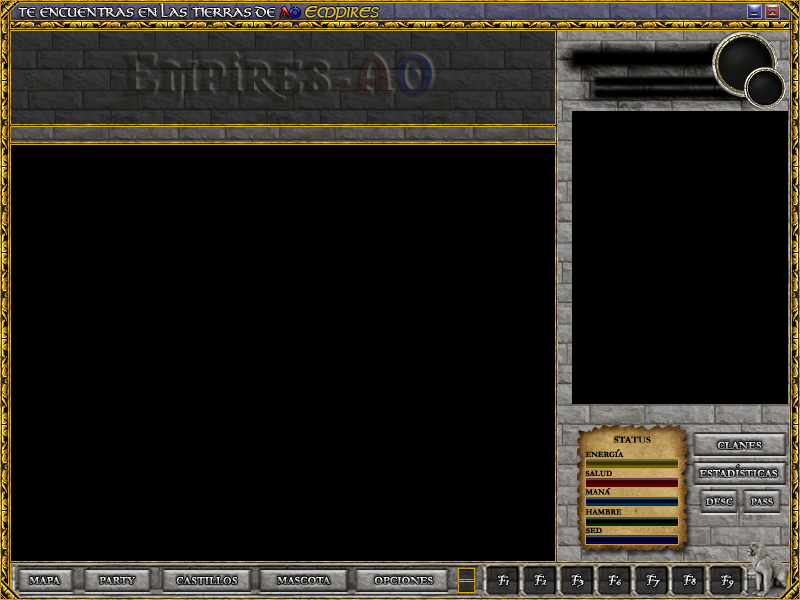 TE ENCUENTRAS EN LAS TIERRAS DE AO EMPIRES
EMPIRES-AO
STATUS
ENERGÍA
SALUD
MANÁ
HAMBRE
SED
CLANES
ESTADÍSTICAS
DESC PASS
MAPA PARTY CASTILLOS MASCOTA OPCIONES F1 F2 F3 F6 F7 F8 F9